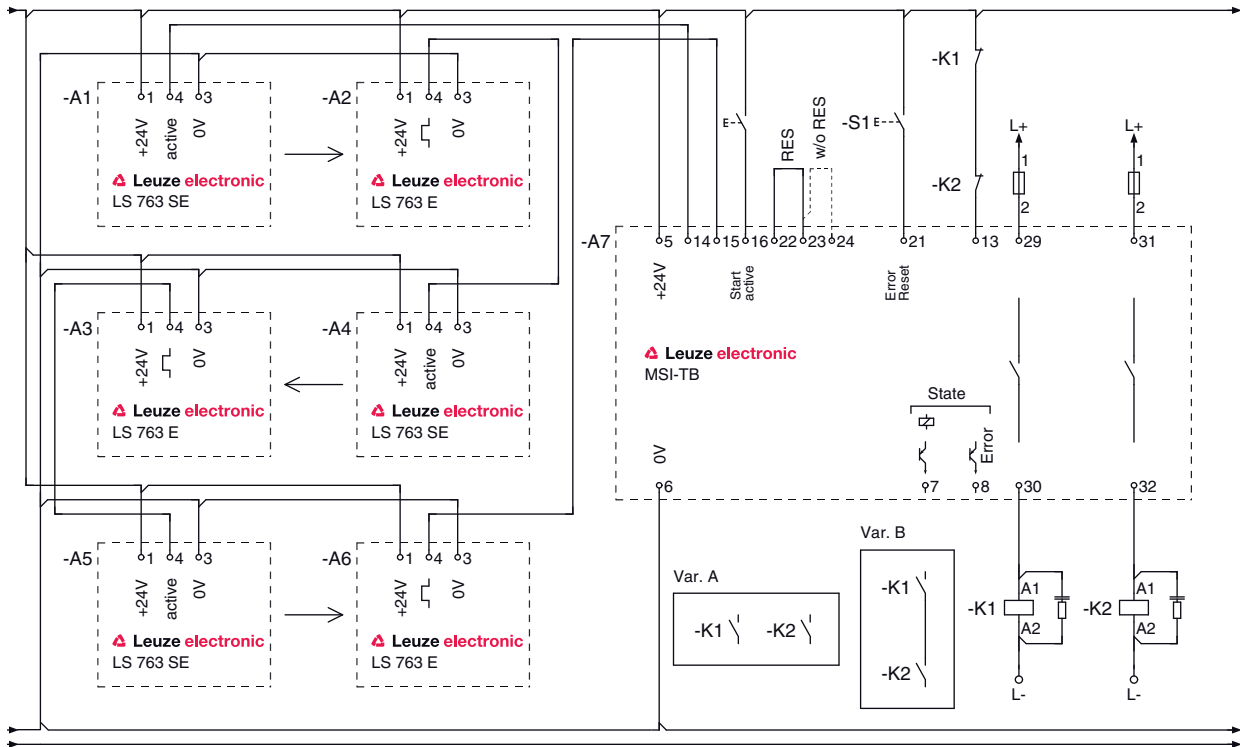 -A1
1 4 3
+24V
active
0V
Leuze electronic
LS 763 SE
-A2
1 4 3
+24V
0V
Leuze electronic
LS 763 E
-A3
1 4 3
+24V
0V
Leuze electronic
LS 763 E
-A4
1 4 3
+24V
active
0V
Leuze electronic
LS 763 SE
-A5
1 4 3
+24V
active
0V
Leuze electronic
LS 763 SE
-A6
1 4 3
+24V
0V
Leuze electronic
LS 763 E
E
RES
w/o RES
-S1 E
-K1
-K2
L+
1
2
L+
1
2
-A7
5 14 15 16 22 23 24 21 13 29 31
+24V
Start
active
Error
Reset
Leuze electronic
MSI-TB
State
Error
0V
6 7 8 30 32
Var. A
-K1 -K2
Var. B
-K1
-K2
-K1
A1
A2
L-
-K2
A1
A2
L-